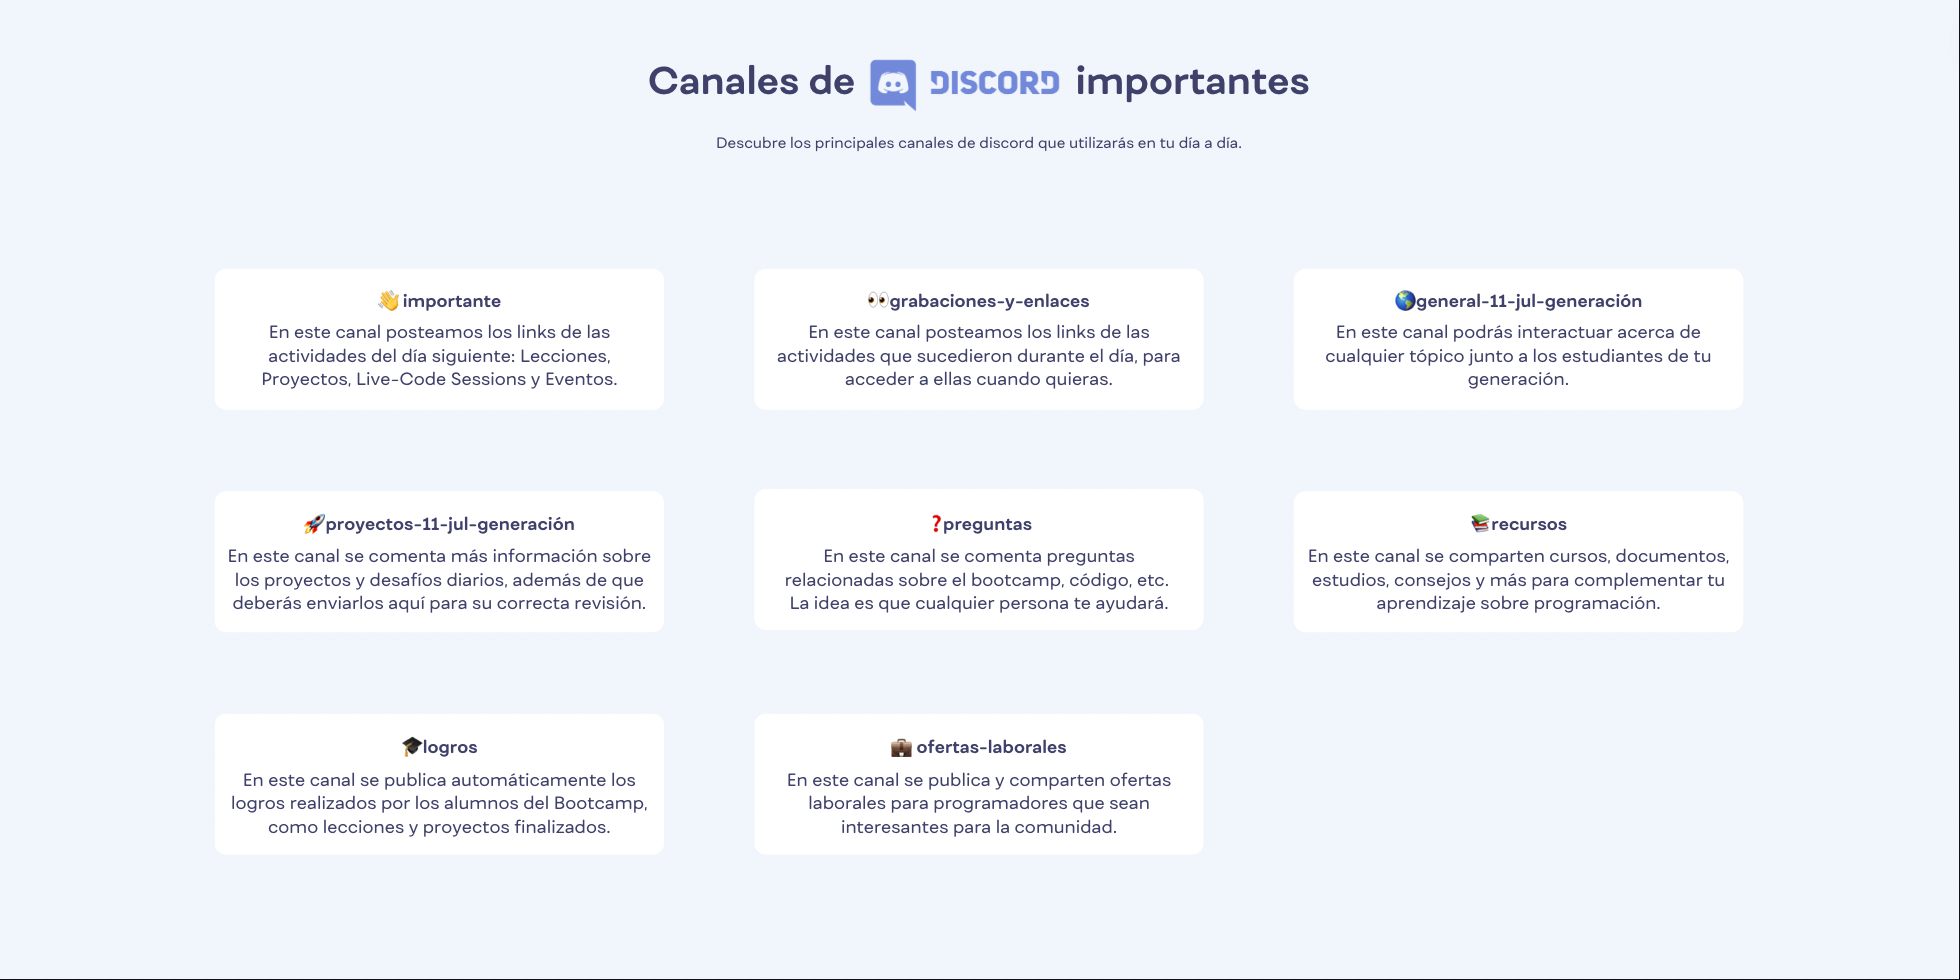 Canales de DISCORD importantes
Descubre los principales canales de discord que utilizarás en tu día a día.
👋 importante
En este canal posteamos los links de las
actividades del día siguiente: Lecciones,
Proyectos, Live-Code Sessions y Eventos.
👀grabaciones-y-enlaces
En este canal posteamos los links de las
actividades que sucedieron durante el día, para
acceder a ellas cuando quieras.
🌎general-11-jul-generación
En este canal podrás interactuar acerca de
cualquier tópico junto a los estudiantes de tu
generación.
🚀proyectos-11-jul-generación
En este canal se comenta más información sobre
los proyectos y desafíos diarios, además de que
deberás enviarlos aquí para su correcta revisión.
❓preguntas
En este canal se comenta preguntas
relacionadas sobre el bootcamp, código, etc.
La idea es que cualquier persona te ayudará.
📚recursos
En este canal se comparten cursos, documentos,
estudios, consejos y más para complementar tu
aprendizaje sobre programación.
🎓logros
En este canal se publica automáticamente los
logros realizados por los alumnos del Bootcamp,
como lecciones y proyectos finalizados.
💼 ofertas-laborales
En este canal se publica y comparten ofertas
laborales para programadores que sean
interesantes para la comunidad.